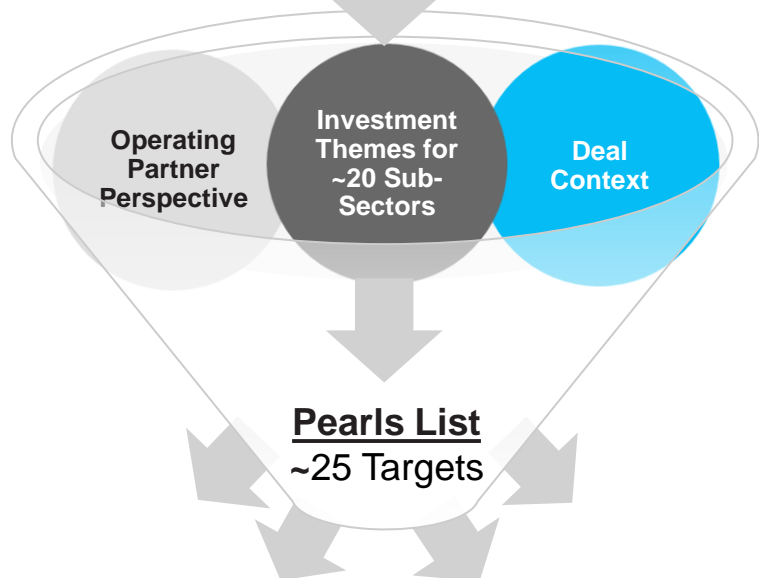 Operating
Partner
Perspective
Investment
Themes for
~20 Sub-
Sectors
Deal
Context
Pearls List
~25 Targets